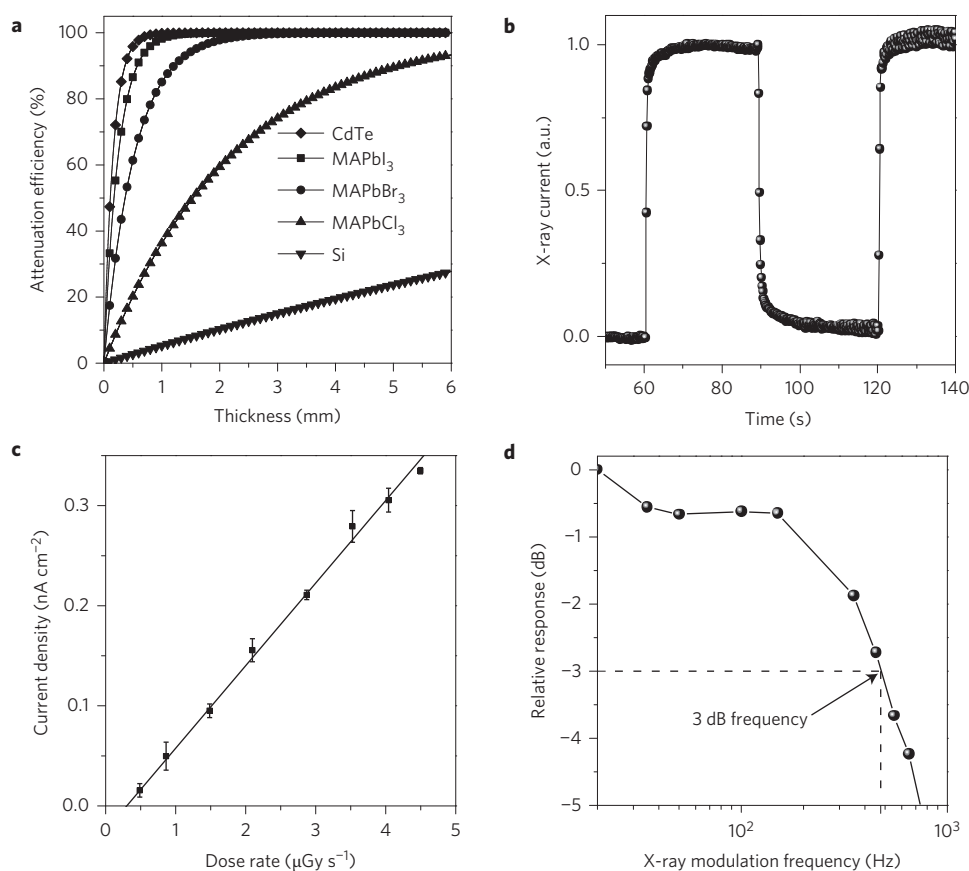 a
100
80
60
40
20
0
0 1 2 3 4 5 6
Attenuation efficiency (%)
Thickness (mm)
CdTe
MAPbI₃
MAPbBr₃
MAPbCl₃
Si
b
1.0
0.5
0.0
60 80 100 120 140
X-ray current (a.u.)
Time (s)
c
0.3
0.2
0.1
0.0
0 1 2 3 4 5
Current density (nA cm⁻²)
Dose rate (μGy s⁻¹)
d
0
−1
−2
−3
−4
−5
10² 10³
Relative response (dB)
3 dB frequency
X-ray modulation frequency (Hz)